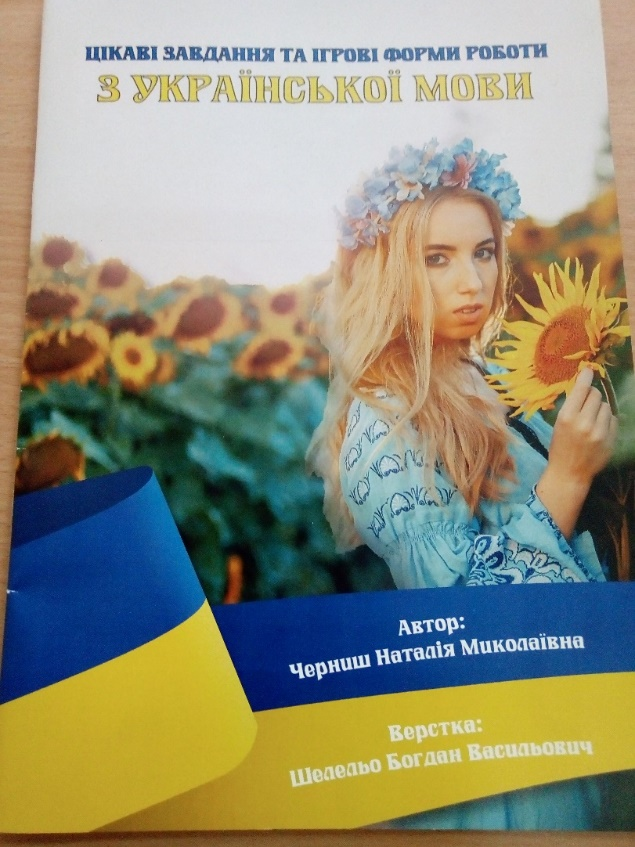 ЦІКАВІ ЗАВДАННЯ ТА ІГРОВІ ФОРМИ РОБОТИ
З УКРАЇНСЬКОЇ МОВИ
Автор:
Черниш Наталія Миколаївна
Верстка:
Шелельо Богдан Васильович